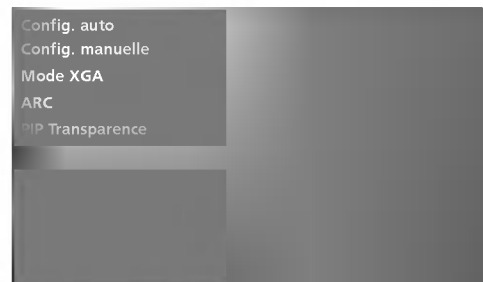 Config. auto
Config. manuelle
Mode XGA
ARC
PIP Transparence